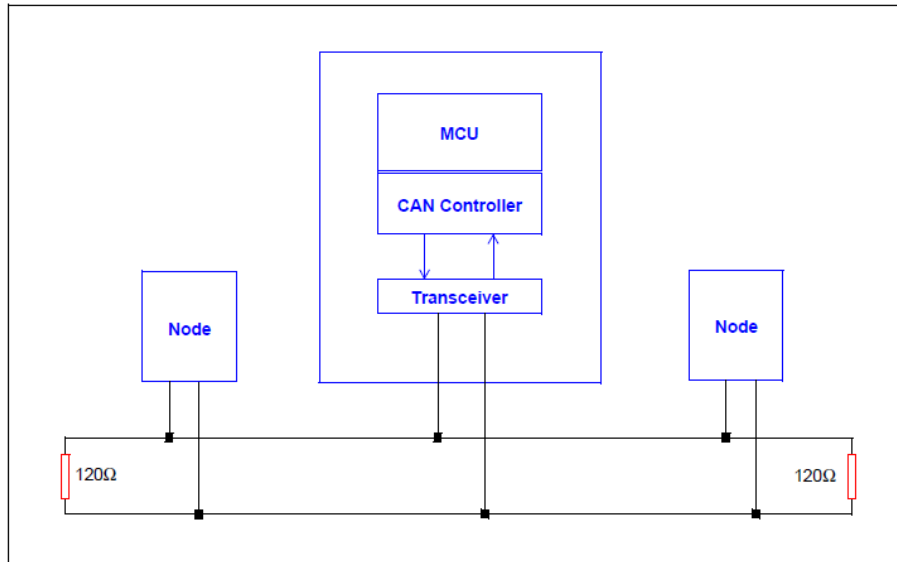 MCU
CAN Controller
Transceiver
Node
Node
120Ω
120Ω